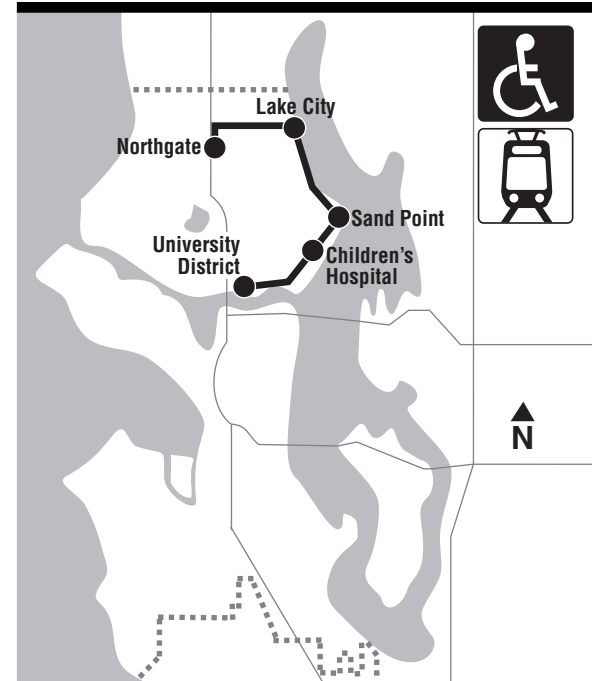 Lake City
Northgate
Sand Point
University
District
Children's
Hospital
N